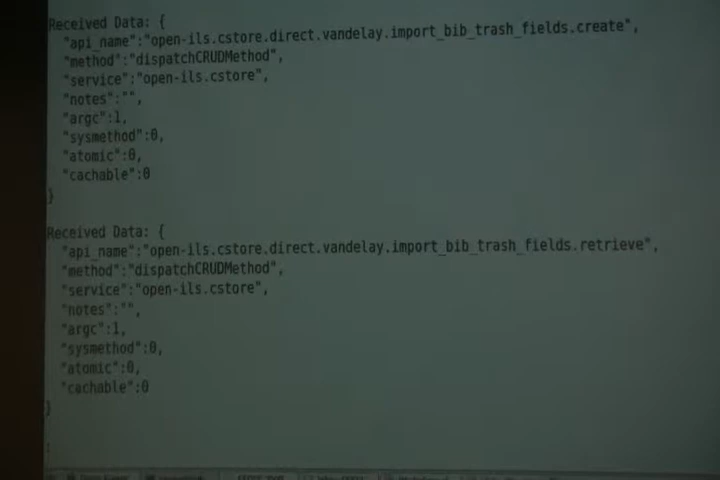 Received Data: {
"api_name":"open-ils.cstore.direct.vandelay.import_bib_trash_fields.create",
"method":"dispatchCRUDMethod",
"service":"open-ils.cstore",
"notes":"",
"argc":1,
"sysmethod":0,
"atomic":0,
"cachable":0
}
Received Data: {
"api_name":"open-ils.cstore.direct.vandelay.import_bib_trash_fields.retrieve",
"method":"dispatchCRUDMethod",
"service":"open-ils.cstore",
"notes":"",
"argc":1,
"sysmethod":0,
"atomic":0,
"cachable":0
}
: